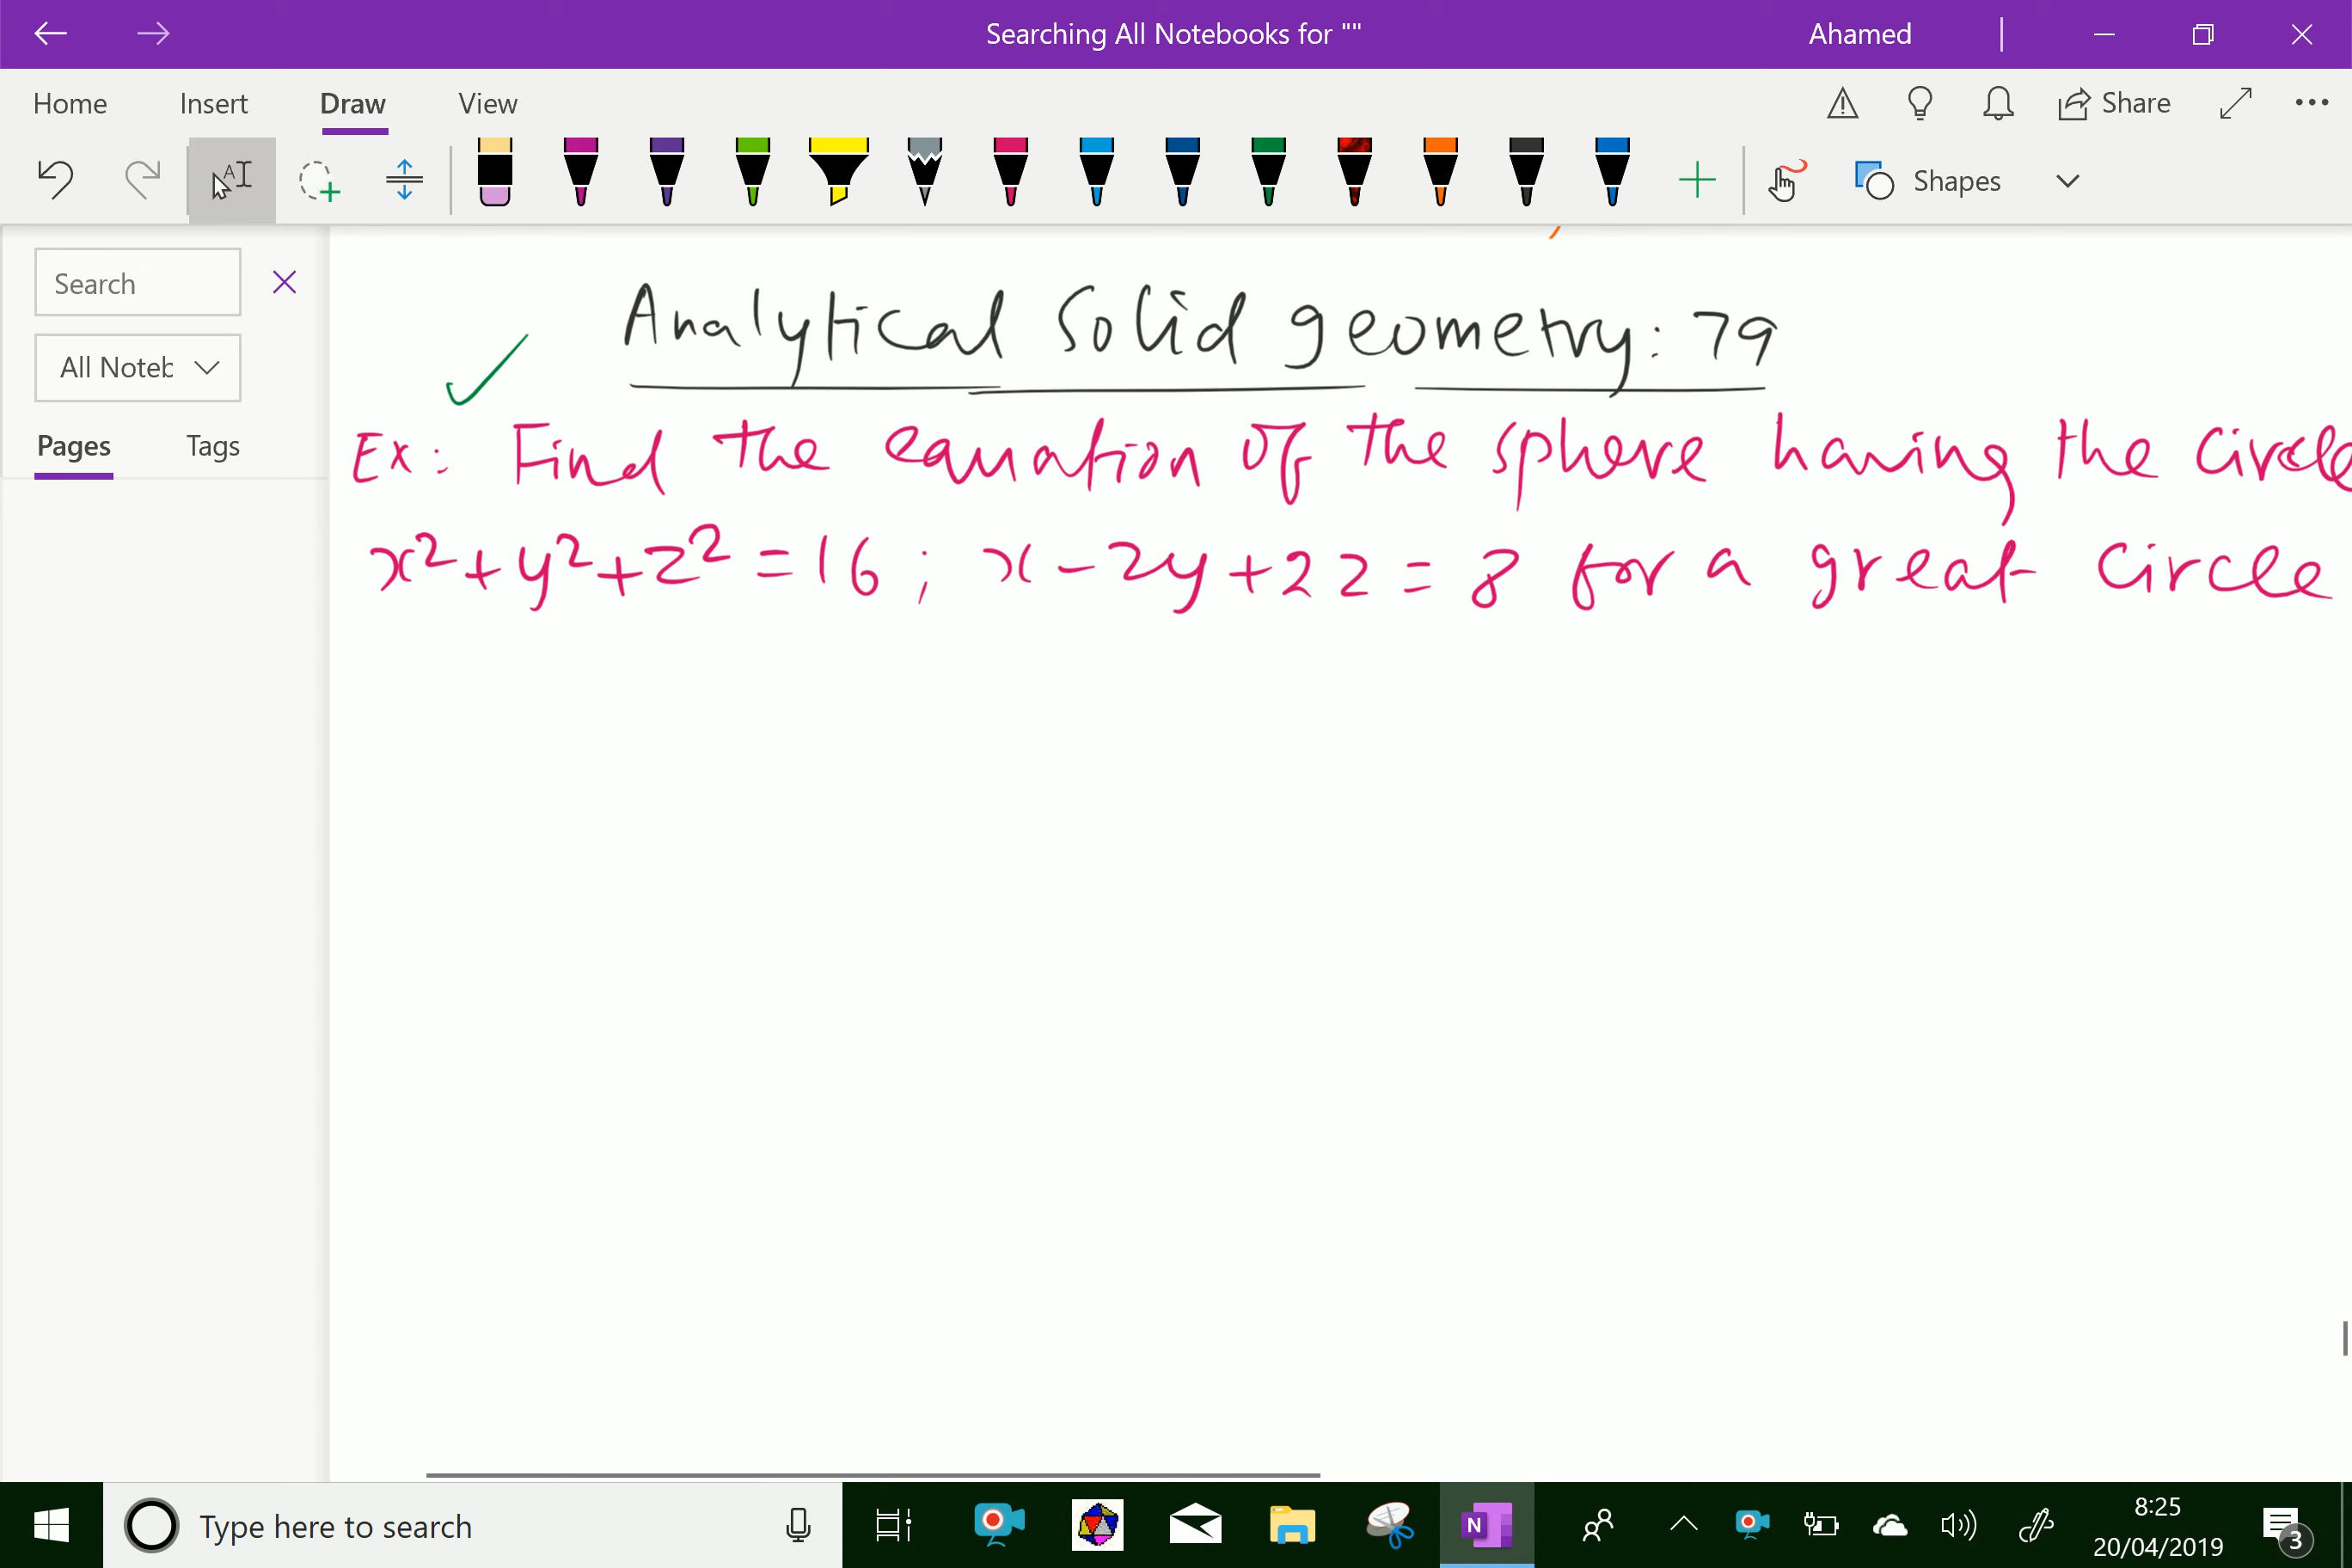 Searching All Notebooks for ""
Ahamed
Home Insert Draw View
Share
Shapes
Search
All Noteb
Pages Tags
Analytical Solid geometry: 79
Ex: Find the equation of the sphere having the circle
x²+y²+z²=16; x-2y+2z=8 for a great circle
Type here to search
N
8:25
20/04/2019
3